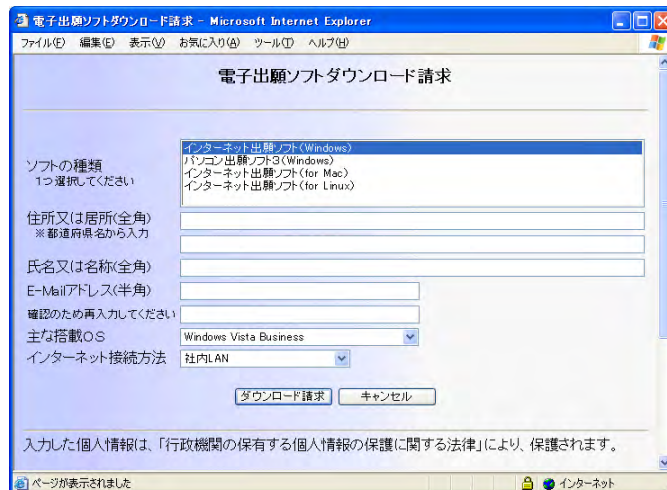 電子出願ソフトダウンロード請求 - Microsoft Internet Explorer
ファイル(F) 編集(E) 表示(V) お気に入り(A) ツール(T) ヘルプ(H)
電子出願ソフトダウンロード請求
ソフトの種類
1つ選択してください
インターネット出願ソフト(Windows)
パソコン出願ソフト3(Windows)
インターネット出願ソフト(for Mac)
インターネット出願ソフト(for Linux)
住所又は居所(全角)
※都道府県名から入力
氏名又は名称(全角)
E-Mailアドレス(半角)
確認のため再入力してください
主な搭載OS Windows Vista Business
インターネット接続方法 社内LAN
ダウンロード請求 キャンセル
入力した個人情報は、「行政機関の保有する個人情報の保護に関する法律」により、保護されます。
ページが表示されました インターネット